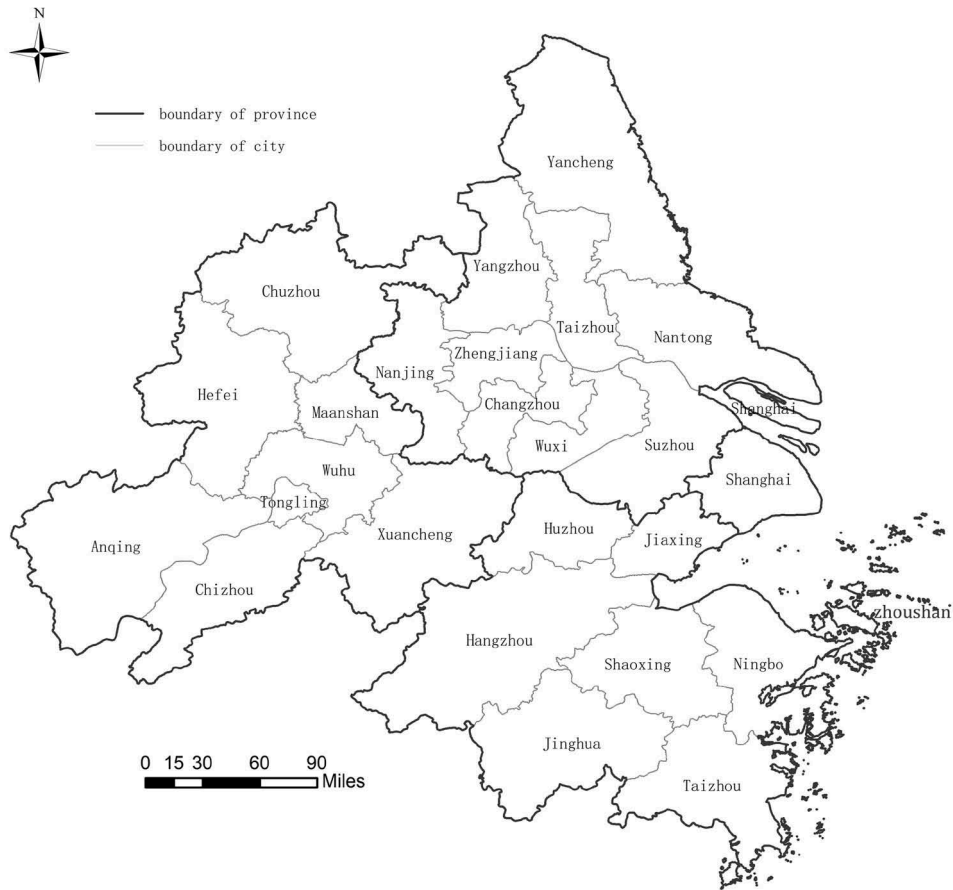 N
boundary of province
boundary of city
Yancheng
Yangzhou
Chuzhou
Taizhou
Nantong
Zhengjiang
Nanjing
Hefei
Changzhou
Shanghai
Maanshan
Wuxi
Suzhou
Wuhu
Shanghai
Tongling
Huzhou
Xuancheng
Jiaxing
Anqing
Chizhou
zhoushan
Hangzhou
Shaoxing
Ningbo
Jinghua
Taizhou
0 15 30 60 90
Miles